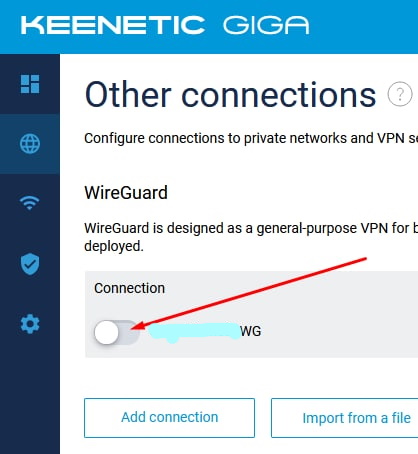 KEENETIC GIGA
Other connections ?
Configure connections to private networks and VPN se
WireGuard
WireGuard is designed as a general-purpose VPN for b
deployed.
Connection
WG
Add connection
Import from a file